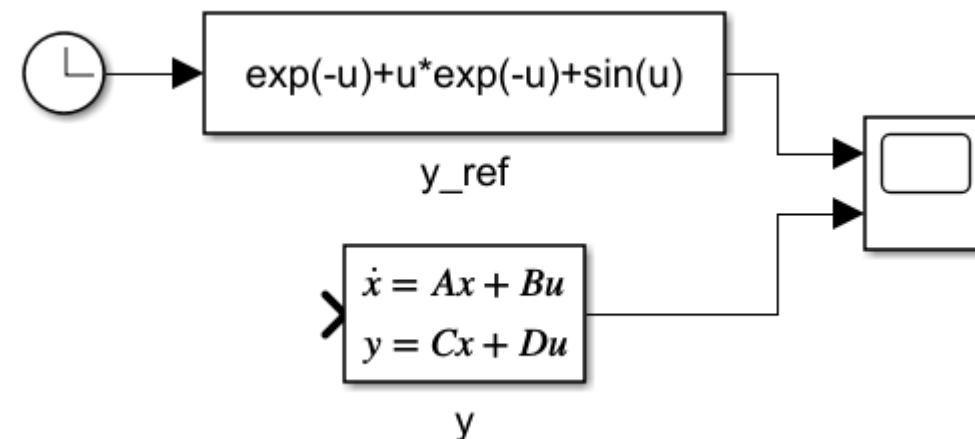 exp(-u)+u*exp(-u)+sin(u)
y_ref
ẋ = Ax + Bu
y = Cx + Du
y